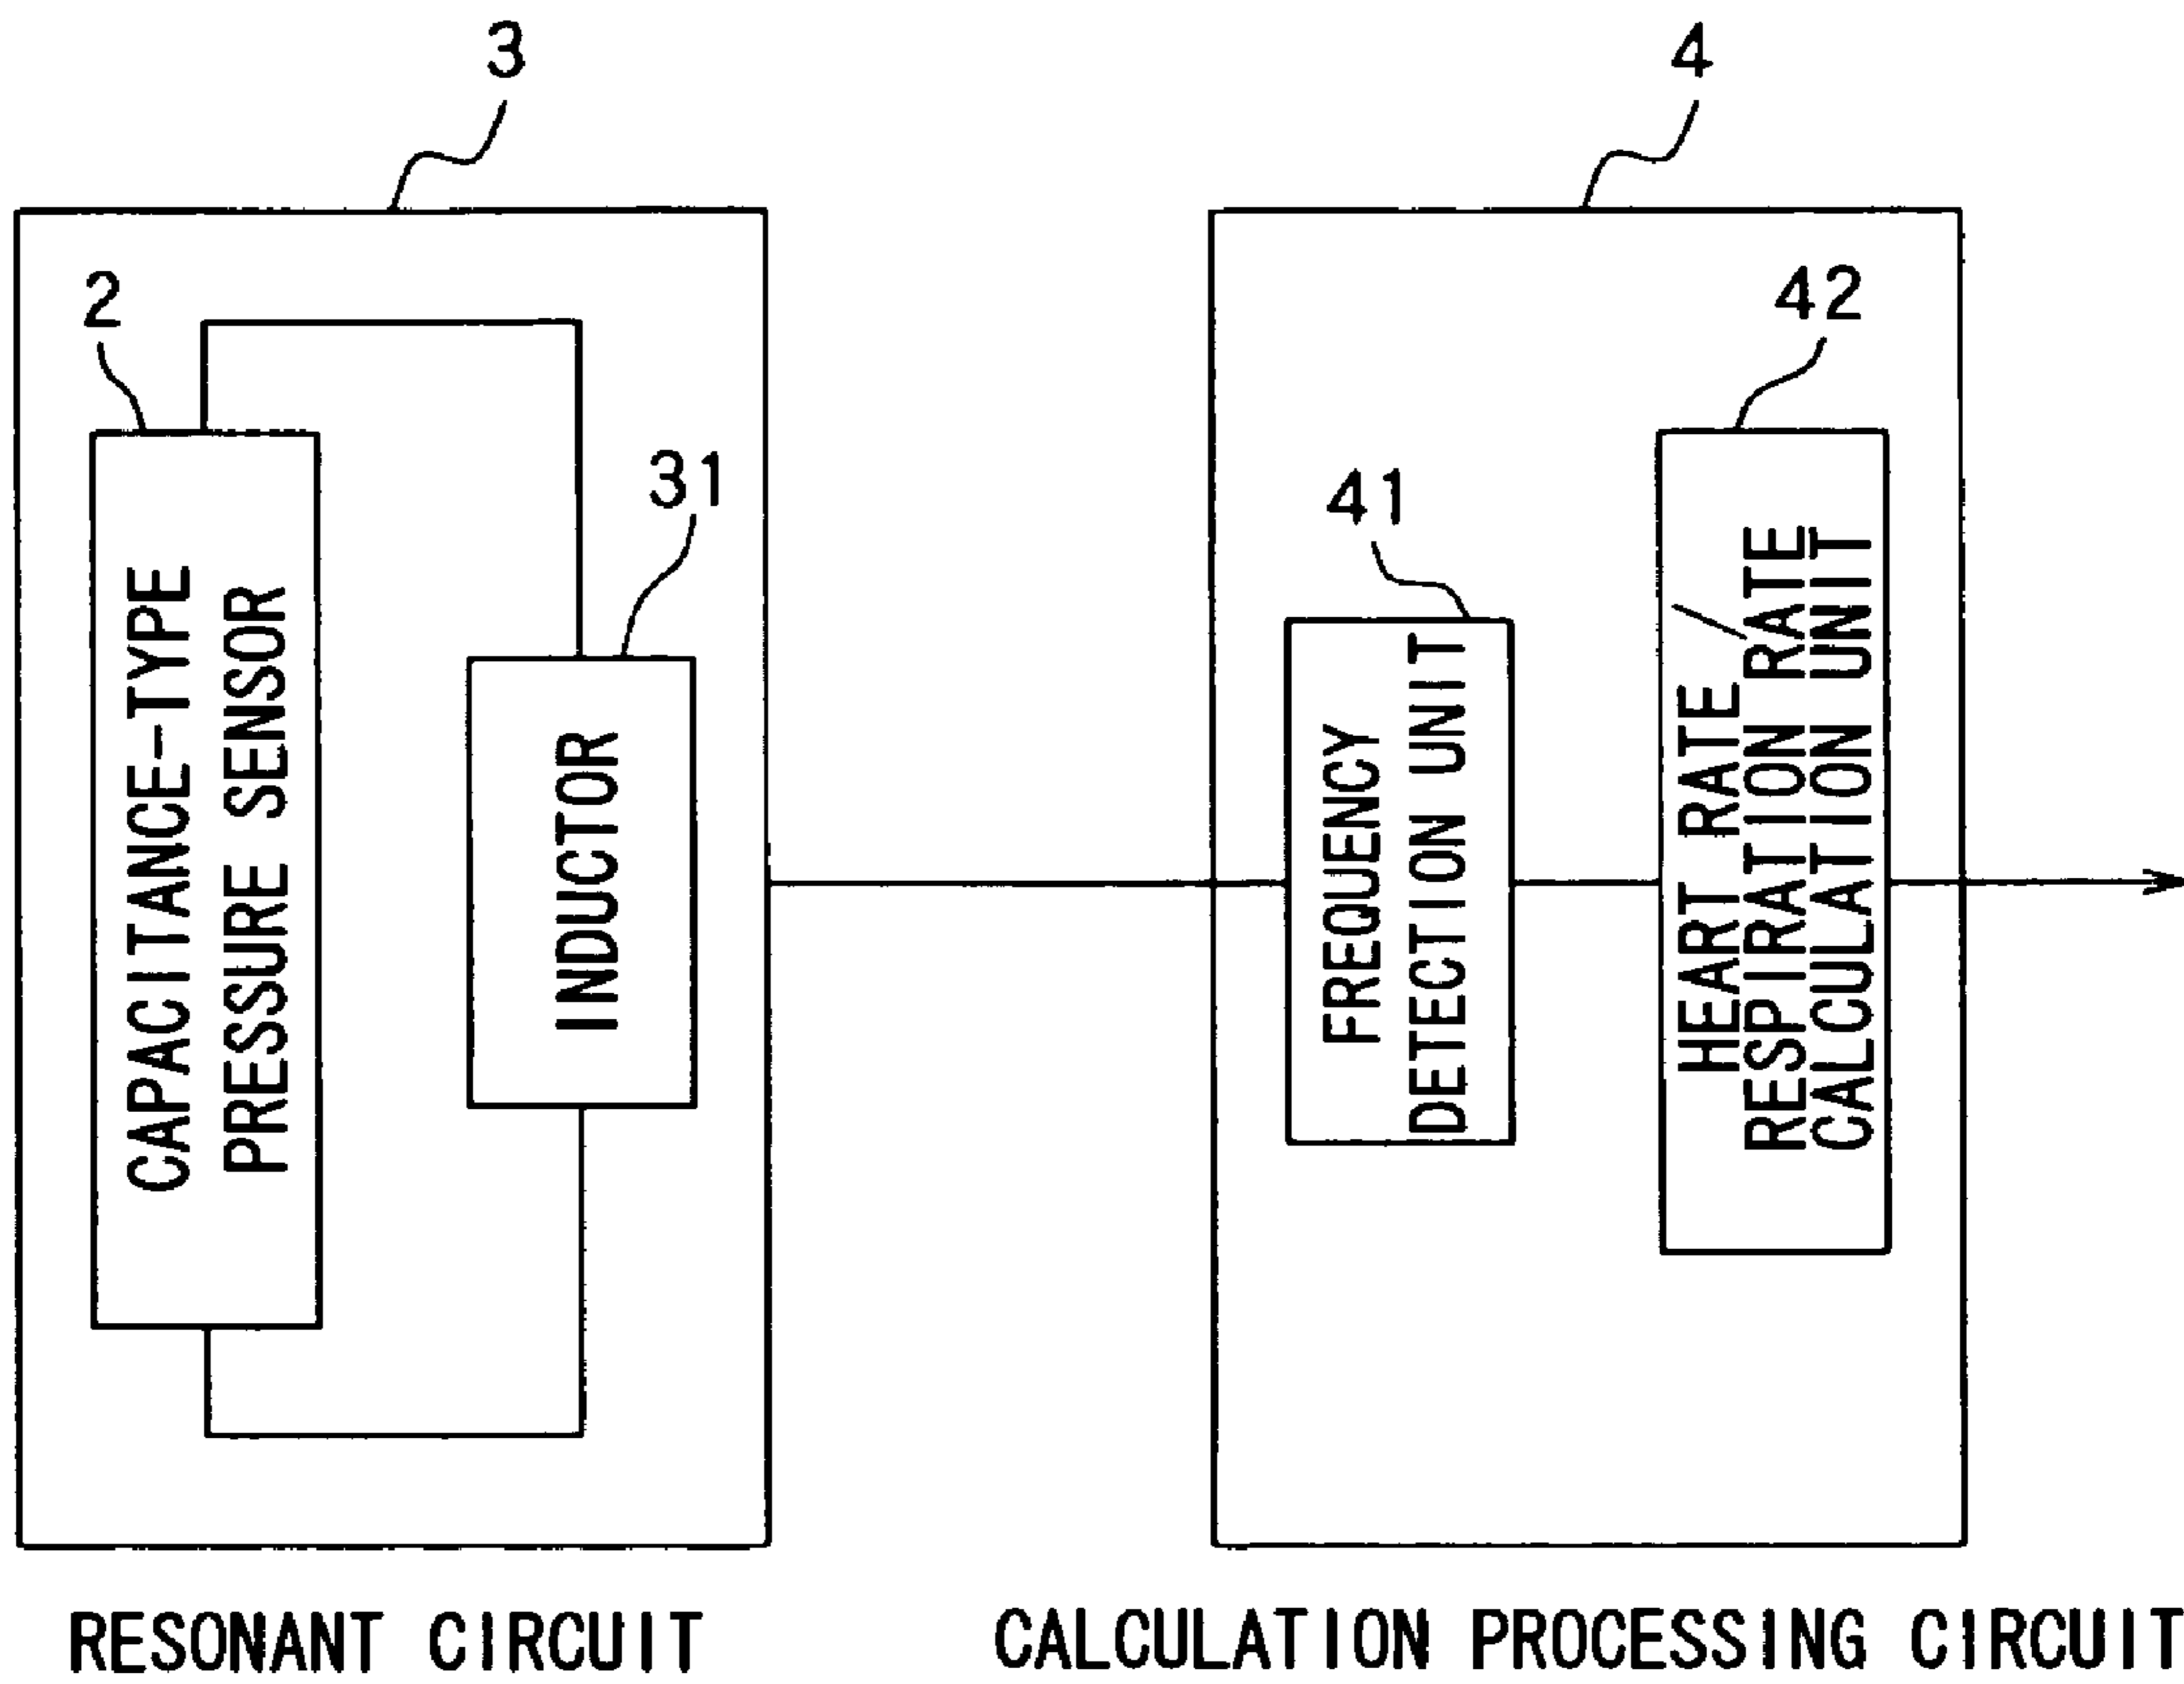 3
4
2
42
31
41
CAPACITANCE-TYPE
PRESSURE SENSOR
INDUCTOR
FREQUENCY
DETECTION UNIT
HEART RATE/
RESPIRATION RATE
CALCULATION UNIT
RESONANT CIRCUIT
CALCULATION PROCESSING CIRCUIT